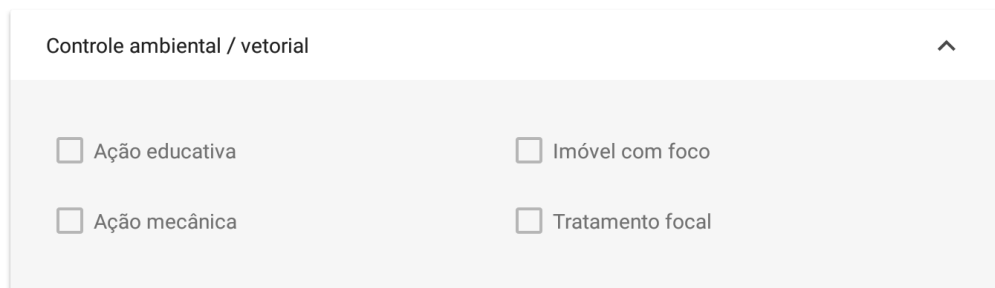 Controle ambiental / vetorial
Ação educativa
Imóvel com foco
Ação mecânica
Tratamento focal